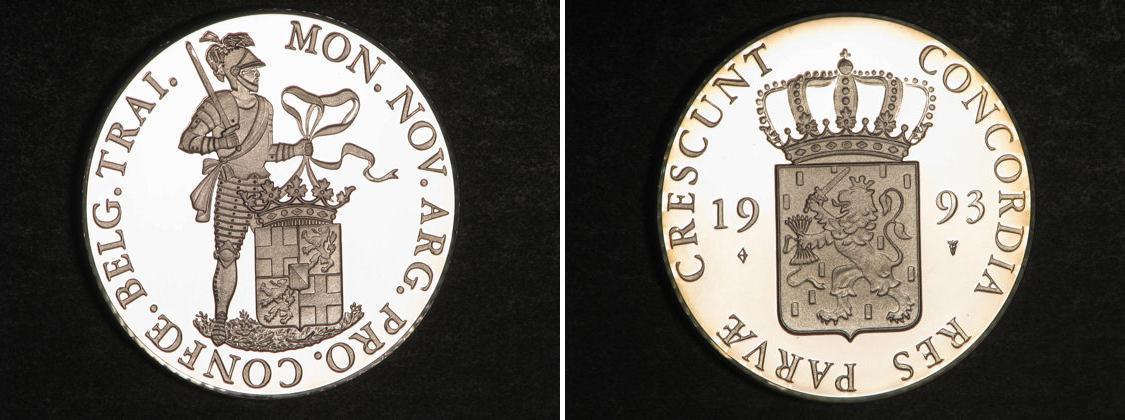 MON. NOV. ARG. PRO. CONFŒ. BELG. TRAI.
CONCORDIA RES PARVÆ CRESCUNT
19 93